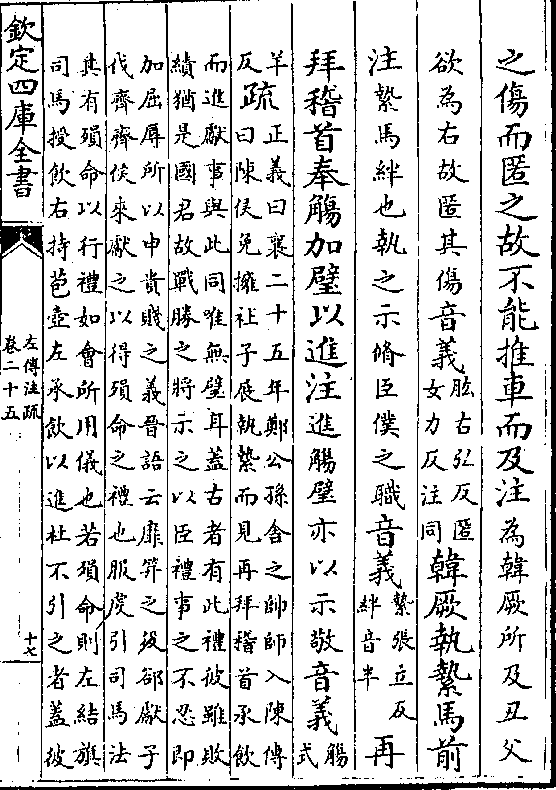 之傷而匿之故不能推車而及注為韓厥所及丑父
欲為右故匿其傷音義肱右弘反匿
女力反注同韓厥執縶馬前
注縶馬絆也執之示脩臣僕之職音義縶張立反
絆音半再
拜稽首奉觴加璧以進注進觴璧亦以示敬音義觴式
羊
反疏正義曰襄二十五年鄭公孫舍之帥師入陳傳
曰陳侯免擁社子展執縶而見再拜稽首承飲
而進獻事與此同唯無璧耳蓋古者有此禮彼雖敗
績猶是國君故戰勝之將示之以臣禮事之不忍即
加屈辱所以申貴賤之義晉語云靡笄之役郤獻子
伐齊齊侯來獻之以得殞命之禮也服虔引司馬法
其有殞命以行禮如會所用儀也若殞命則左結旗
司馬授飲右持苞壺左承飲以進杜不引之者蓋彼
欽定四庫全書
左傳注疏
卷二十五
十七